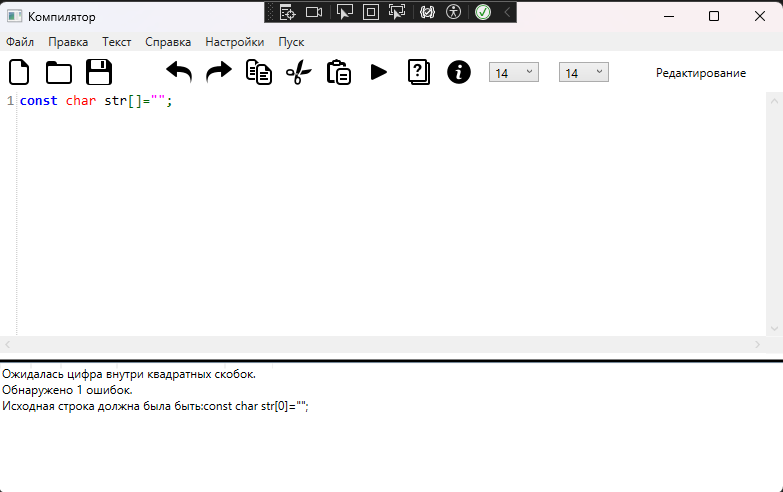 Компилятор
Файл Правка Текст Справка Настройки Пуск
14 14 Редактирование
1 const char str[]="";
Ожидалась цифра внутри квадратных скобок.
Обнаружено 1 ошибок.
Исходная строка должна была быть:const char str[0]="";